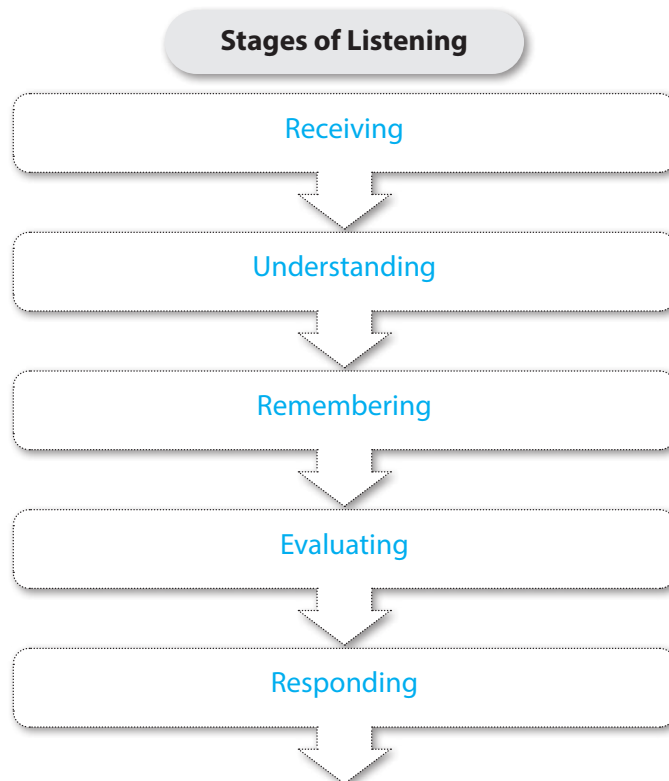 Stages of Listening
Receiving
Understanding
Remembering
Evaluating
Responding